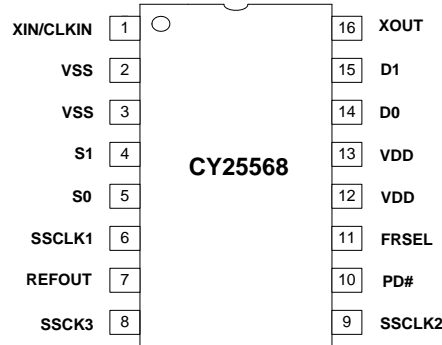 XIN/CLKIN 1 16 XOUT
VSS 2 15 D1
VSS 3 14 D0
S1 4 13 VDD
CY25568
S0 5 12 VDD
SSCLK1 6 11 FRSEL
REFOUT 7 10 PD#
SSCK3 8 9 SSCLK2